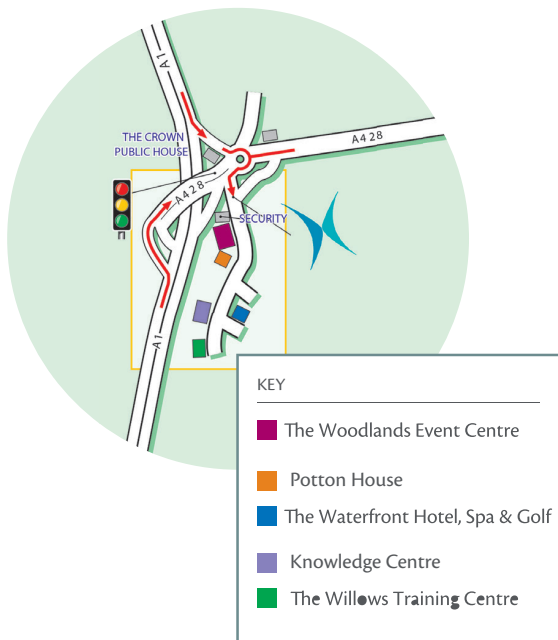 A1
THE CROWN
PUBLIC HOUSE
A428
A428
SECURITY
A1
KEY
The Woodlands Event Centre
Potton House
The Waterfront Hotel, Spa & Golf
Knowledge Centre
The Willows Training Centre